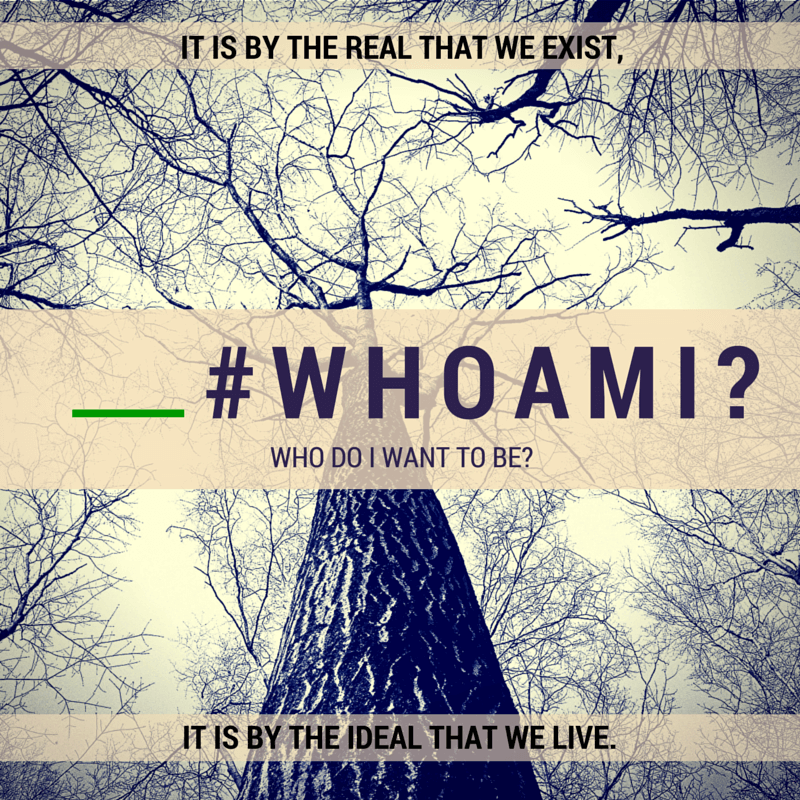 IT IS BY THE REAL THAT WE EXIST,
#WHOAMI?
WHO DO I WANT TO BE?
IT IS BY THE IDEAL THAT WE LIVE.